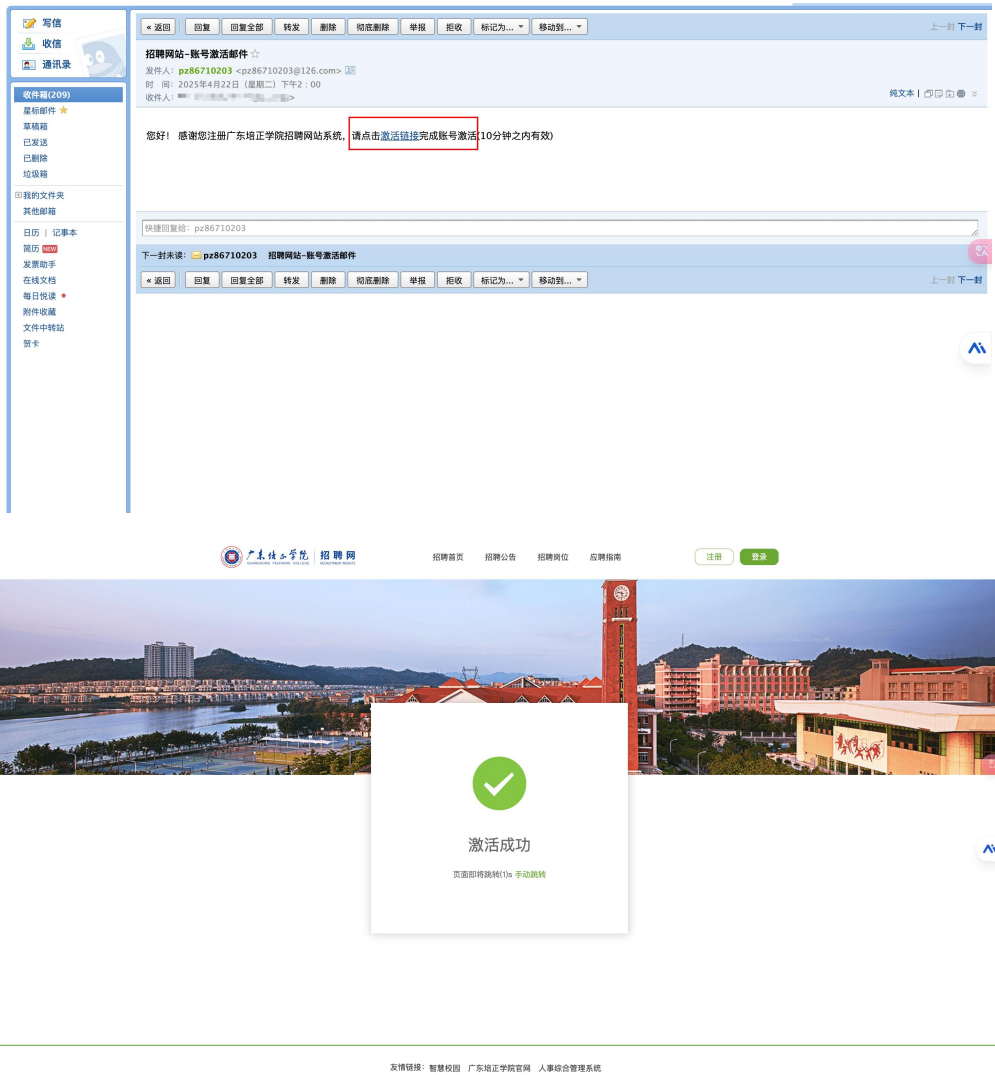 写信
收信
通讯录
收件箱(209)
星标邮件
草稿箱
已发送
已删除
垃圾箱
我的文件夹
其他邮箱
日历 | 记事本
简历 NEW
发票助手
在线文档
每日悦读
附件收藏
文件中转站
贺卡
« 返回 回复 回复全部 转发 删除 彻底删除 举报 拒收 标记为... 移动到... 上一封 下一封
招聘网站-账号激活邮件
发件人：pz86710203 <pz86710203@126.com>
时 间：2025年4月22日（星期二）下午2：00
收件人：
纯文本 |
您好！ 感谢您注册广东培正学院招聘网站系统，请点击激活链接完成账号激活(10分钟之内有效)
快捷回复给：pz86710203
下一封未读：pz86710203 招聘网站-账号激活邮件
« 返回 回复 回复全部 转发 删除 彻底删除 举报 拒收 标记为... 移动到... 上一封 下一封
广东培正学院 招聘网
招聘首页 招聘公告 招聘岗位 应聘指南 注册 登录
激活成功
页面即将跳转(1)s 手动跳转
友情链接：智慧校园 广东培正学院官网 人事综合管理系统